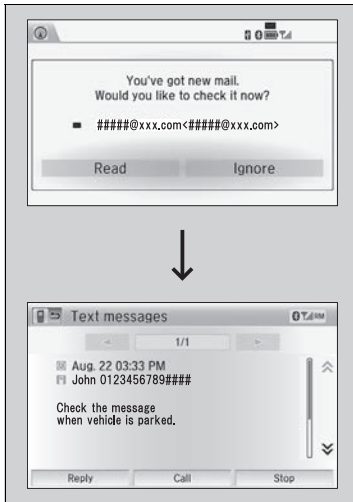 You've got new mail.
Would you like to check it now?
#####@xxx.com<#####@xxx.com>
Read Ignore
Text messages
1/1
Aug. 22 03:33 PM
John 0123456789####
Check the message
when vehicle is parked.
Reply Call Stop